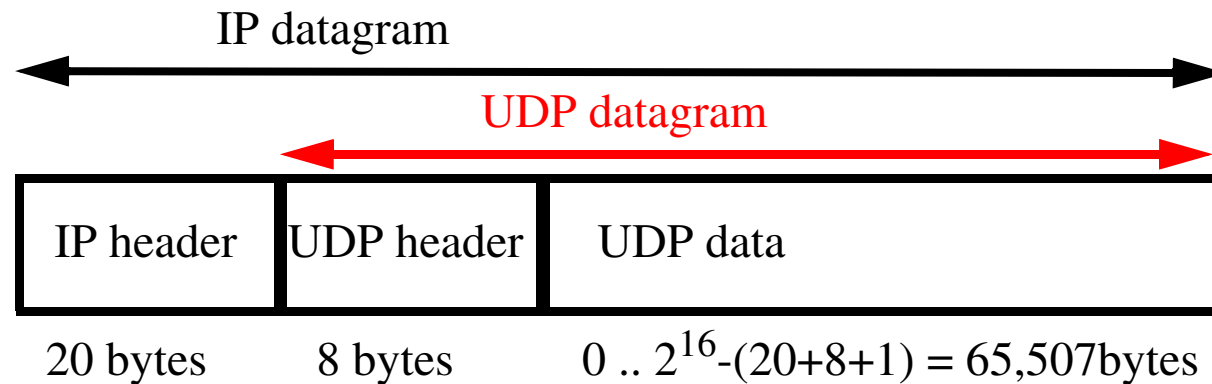 IP datagram
UDP datagram
IP header UDP header UDP data
20 bytes 8 bytes 0 .. 2^16-(20+8+1) = 65,507bytes